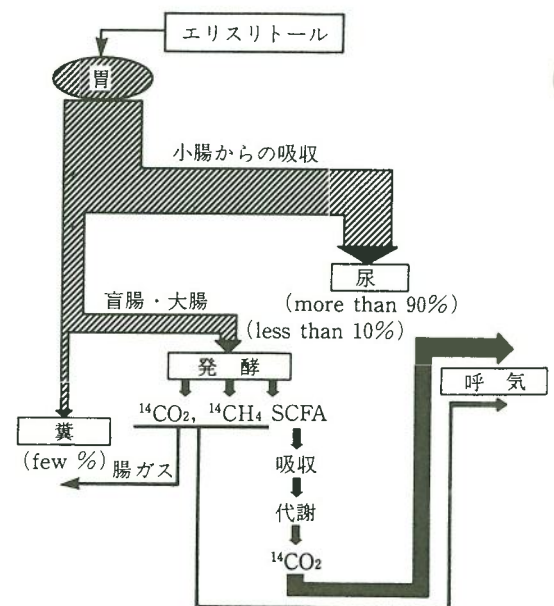 エリスリトール
胃
小腸からの吸収
尿
(more than 90%)
盲腸・大腸
(less than 10%)
発酵
呼気
¹⁴CO₂, ¹⁴CH₄ SCFA
糞
(few %)
腸ガス
吸収
代謝
¹⁴CO₂